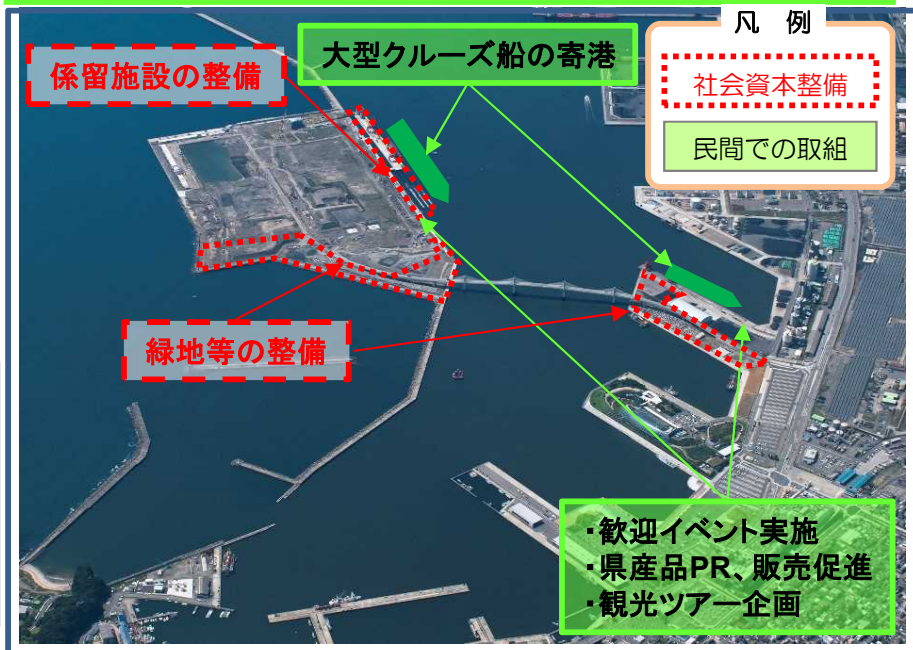 凡 例
社会資本整備
民間での取組
大型クルーズ船の寄港
係留施設の整備
緑地等の整備
・歓迎イベント実施
・県産品PR、販売促進
・観光ツアー企画